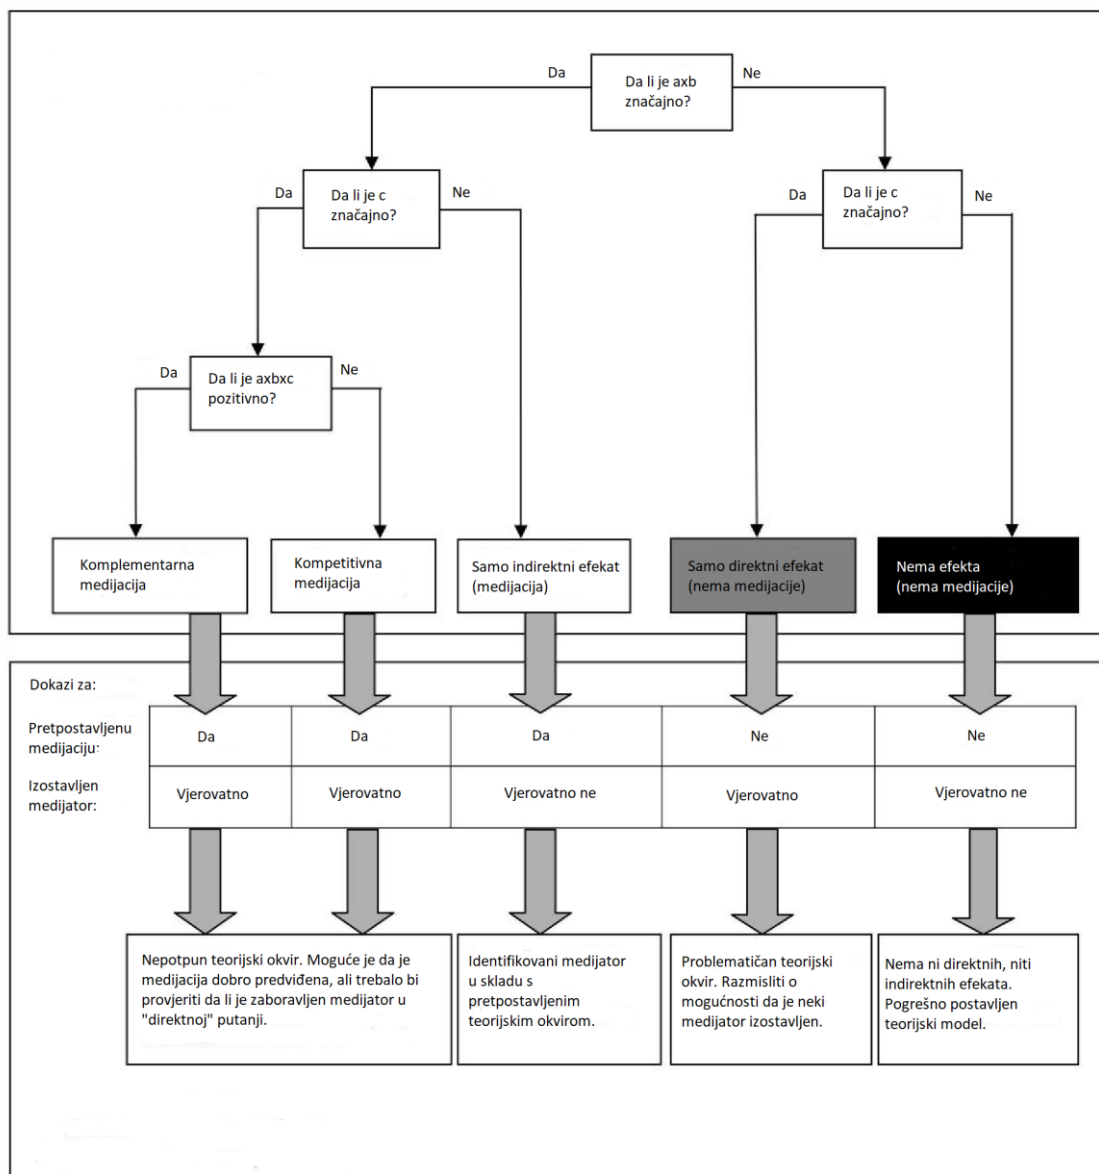 Da li je axb
značajno?
Da
Ne
Da li je c
značajno?
Da
Ne
Da li je c
značajno?
Da
Ne
Da li je axbxc
pozitivno?
Da
Ne
Komplementarna
medijacija
Kompetitivna
medijacija
Samo indirektni efekat
(medijacija)
Samo direktni efekat
(nema medijacije)
Nema efekta
(nema medijacije)
Dokazi za:
Pretpostavljenu
medijaciju:
Da
Da
Da
Ne
Ne
Izostavljen
medijator:
Vjerovatno
Vjerovatno
Vjerovatno ne
Vjerovatno
Vjerovatno ne
Nepotpun teorijski okvir. Moguće je da je
medijacija dobro predviđena, ali trebalo bi
provjeriti da li je zaboravljen medijator u
"direktnoj" putanji.
Identifikovani medijator
u skladu s
pretpostavljenim
teorijskim okvirom.
Problematičan teorijski
okvir. Razmisliti o
mogućnosti da je neki
medijator izostavljen.
Nema ni direktnih, niti
indirektnih efekata.
Pogrešno postavljen
teorijski model.